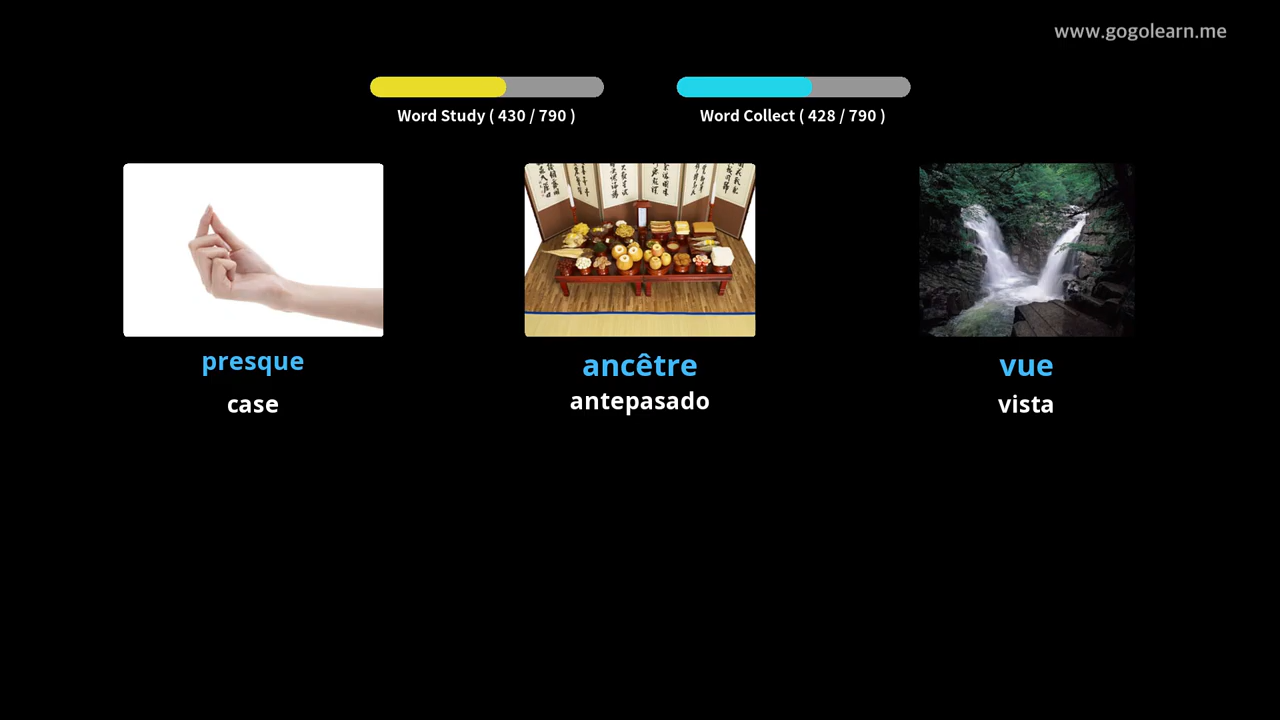 www.gogolearn.me
Word Study ( 430 / 790 )
Word Collect ( 428 / 790 )
presque
case
ancêtre
antepasado
vue
vista